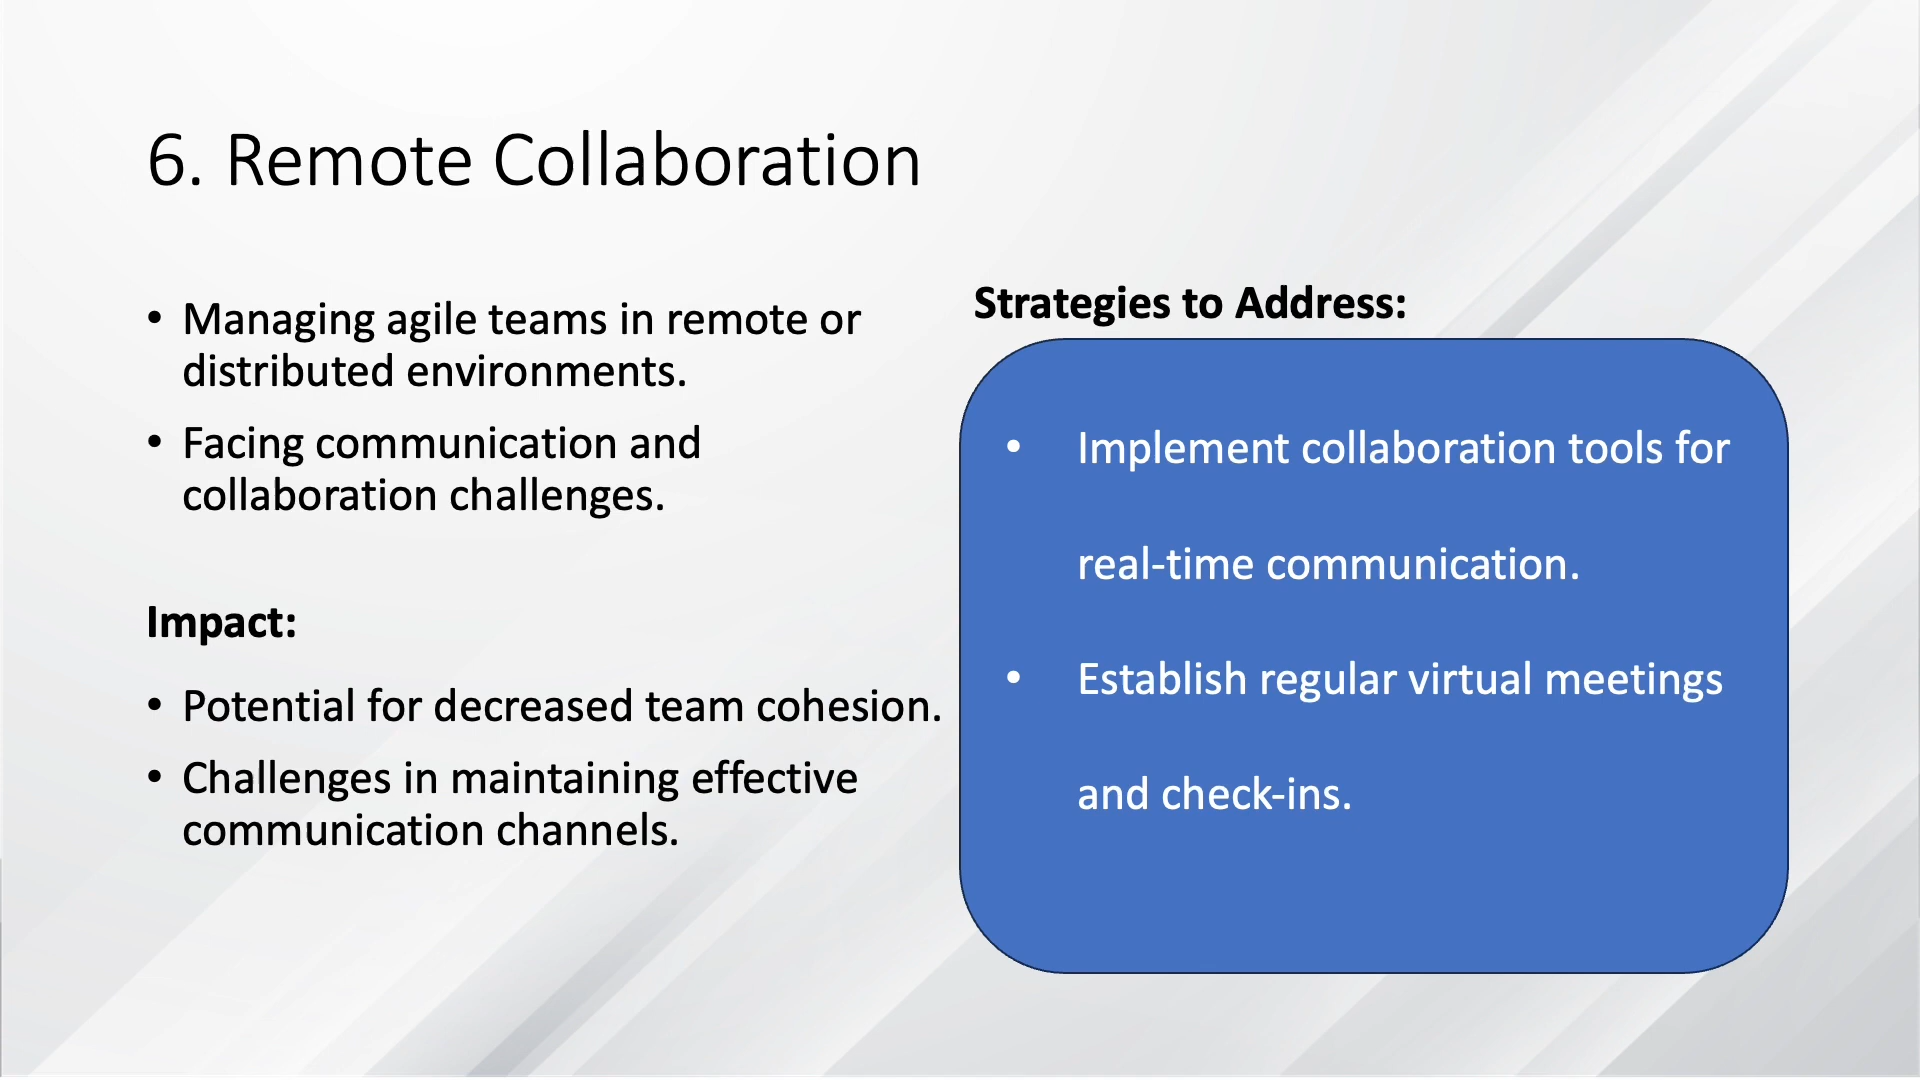 6. Remote Collaboration
• Managing agile teams in remote or
distributed environments.
• Facing communication and
collaboration challenges.
Impact:
• Potential for decreased team cohesion.
• Challenges in maintaining effective
communication channels.
Strategies to Address:
• Implement collaboration tools for
real-time communication.
• Establish regular virtual meetings
and check-ins.